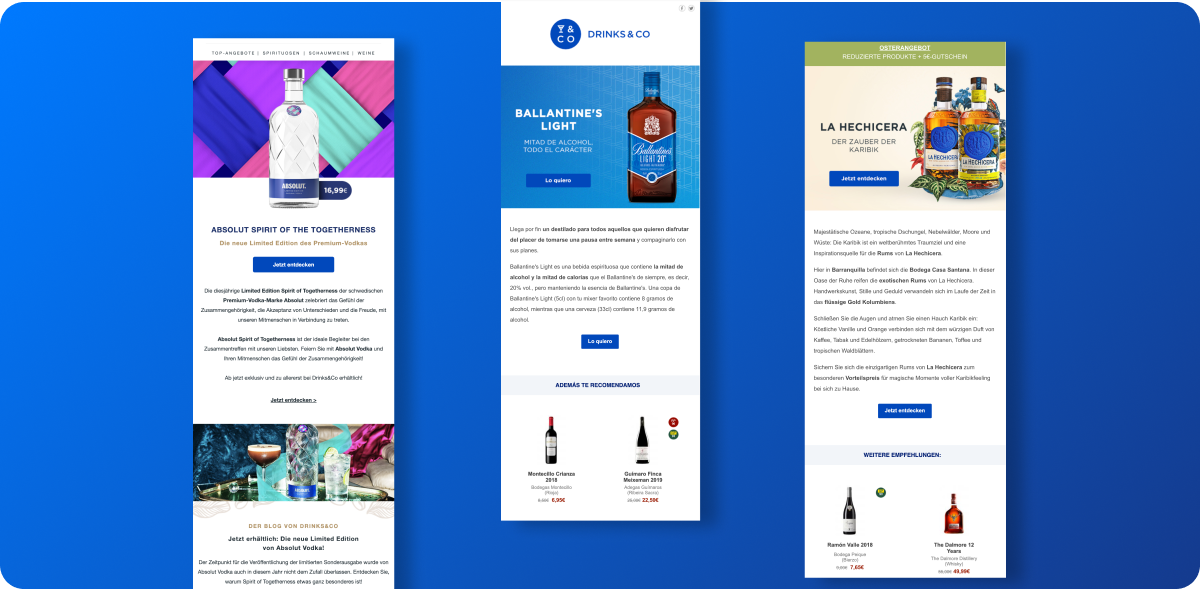 TOP-ANGEBOTE | SPIRITUOSEN | SCHAUMWEINE | WEINE
ABSOLUT.
16,99€
ABSOLUT SPIRIT OF THE TOGETHERNESS
Die neue Limited Edition des Premium-Vodkas
Jetzt entdecken
Die diesjährige Limited Edition Spirit of Togetherness der schwedischen
Premium-Vodka-Marke Absolut zelebriert das Gefühl der
Zusammengehörigkeit, die Akzeptanz von Unterschieden und die Freude, mit
unseren Mitmenschen in Verbindung zu treten.
Absolut Spirit of Togetherness ist der ideale Begleiter bei den
Zusammentreffen mit unseren Liebsten. Feiern Sie mit Absolut Vodka und
Ihren Mitmenschen das Gefühl der Zusammengehörigkeit!
Ab jetzt exklusiv und zu allererst bei Drinks&Co erhältlich!
Jetzt entdecken >
DER BLOG VON DRINKS&CO
Jetzt erhältlich: Die neue Limited Edition
von Absolut Vodka!
Der Zeitpunkt für die Veröffentlichung der limitierten Sonderausgabe wurde von
Absolut Vodka auch in diesem Jahr nicht dem Zufall überlassen. Entdecken Sie,
warum Spirit of Togetherness etwas ganz besonderes ist!
&
CO
DRINKS & CO
BALLANTINE'S
LIGHT
MITAD DE ALCOHOL,
TODO EL CARÁCTER
Lo quiero
Ballantine's
LIGHT 20°
Llega por fin un destilado para todos aquellos que quieren disfrutar
del placer de tomarse una pausa entre semana y compaginarlo con
sus planes.
Ballantine's Light es una bebida espirituosa que contiene la mitad de
alcohol y la mitad de calorías que el Ballantine's de siempre, es decir,
20% vol., pero manteniendo la esencia de Ballantine's. Una copa de
Ballantine's Light (5cl) con tu mixer favorito contiene 8 gramos de
alcohol, mientras que una cerveza (33cl) contiene 11,9 gramos de
alcohol.
Lo quiero
ADEMÁS TE RECOMENDAMOS
Montecillo Crianza
2018
Bodegas Montecillo
(Rioja)
6,95€
Guimaro Finca
Meixeman 2019
Adegas Guimaros
(Ribeira Sacra)
22,59€
OSTERANGEBOT
REDUZIERTE PRODUKTE + 5€-GUTSCHEIN
LA HECHICERA
DER ZAUBER DER
KARIBIK
Jetzt entdecken
LA HECHICERA
LA HECHICERA
Majestätische Ozeane, tropische Dschungel, Nebelwälder, Moore und
Wüste: Die Karibik ist ein weltberühmtes Traumziel und eine
Inspirationsquelle für die Rums von La Hechicera.
Hier in Barranquilla befindet sich die Bodega Casa Santana. In dieser
Oase der Ruhe reifen die exotischen Rums von La Hechicera.
Handwerkskunst, Stille und Geduld verwandeln sich im Laufe der Zeit in
das flüssige Gold Kolumbiens.
Schließen Sie die Augen und atmen Sie einen Hauch Karibik ein:
Köstliche Vanille und Orange verbinden sich mit dem würzigen Duft von
Kaffee, Tabak und Edelhölzern, getrockneten Bananen, Toffee und
tropischen Waldblättern.
Sichern Sie sich die einzigartigen Rums von La Hechicera zum
besonderen Vorteilspreis für magische Momente voller Karibikfeeling
bei sich zu Hause.
Jetzt entdecken
WEITERE EMPFEHLUNGEN:
Ramón Valle 2018
Bodega Peique
(Bierzo)
7,65€
The Dalmore 12
Years
The Dalmore Distillery
(Whisky)
49,99€